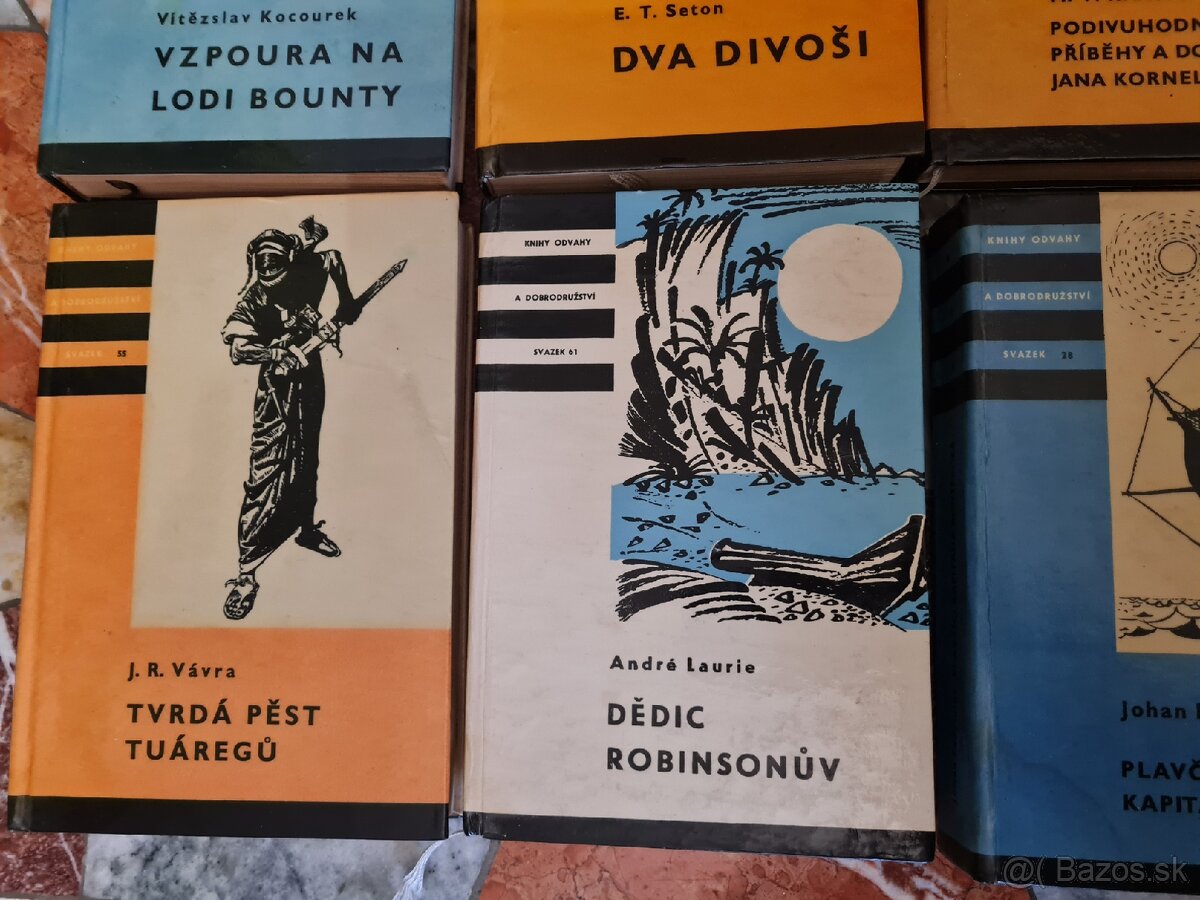 Vítězslav Kocourek
VZPOURA NA
LODI BOUNTY
E. T. Seton
DVA DIVOŠI
PODIVUHODN
PŘÍBĚHY A DO
JANA KORNEL
KNIHY ODVAHY
A DOBRODRUŽSTVÍ
SVAZEK 55
J. R. Vávra
TVRDÁ PĚST
TUÁREGŮ
KNIHY ODVAHY
A DOBRODRUŽSTVÍ
SVAZEK 61
André Laurie
DĚDIC
ROBINSONŮV
KNIHY ODVAHY
A DOBRODRUŽSTVÍ
SVAZEK 28
Johan
PLAVČ
KAPIT
@( Bazos.sk